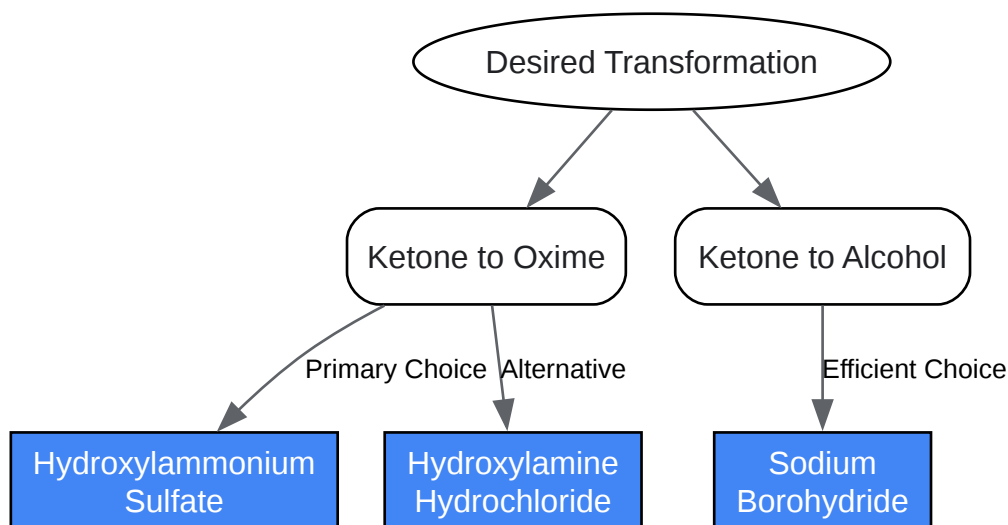 Desired Transformation
Ketone to Oxime
Ketone to Alcohol
Primary Choice
Alternative
Efficient Choice
Hydroxylammonium
Sulfate
Hydroxylamine
Hydrochloride
Sodium
Borohydride